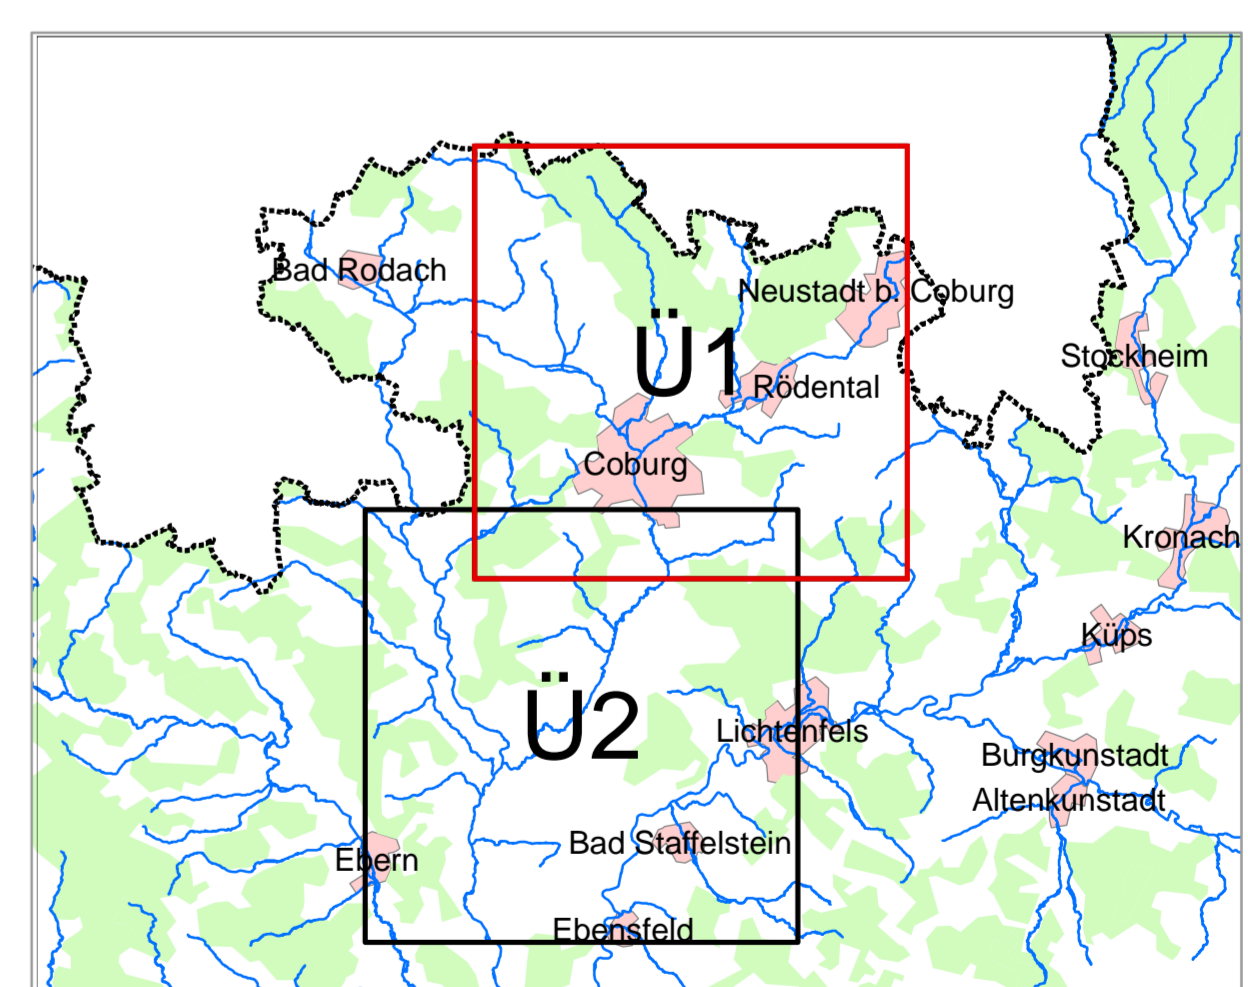 Bad Rodach
Neustadt b. Coburg
Ü1
Stockheim
Rödental
Coburg
Kronach
Küps
Ü2
Lichtenfels
Burgkunstadt
Altenkunstadt
Bad Staffelstein
Ebern
Ebensfeld